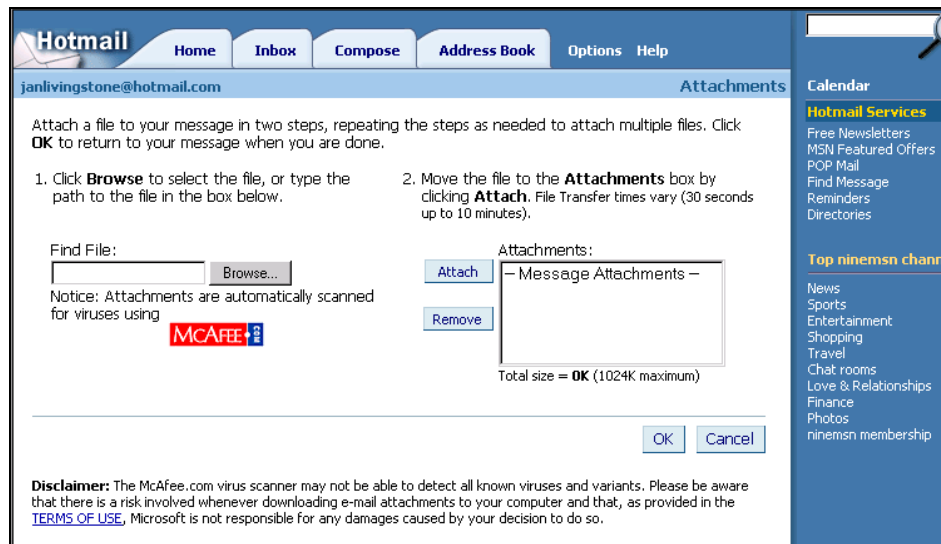 Hotmail
Home Inbox Compose Address Book Options Help
janlivingstone@hotmail.com Attachments
Attach a file to your message in two steps, repeating the steps as needed to attach multiple files. Click
OK to return to your message when you are done.
1. Click Browse to select the file, or type the
path to the file in the box below.
2. Move the file to the Attachments box by
clicking Attach. File Transfer times vary (30 seconds
up to 10 minutes).
Find File:
Browse...
Notice: Attachments are automatically scanned
for viruses using
McAFEE
Attach
Remove
Attachments:
-- Message Attachments --
Total size = OK (1024K maximum)
OK Cancel
Disclaimer: The McAfee.com virus scanner may not be able to detect all known viruses and variants. Please be aware
that there is a risk involved whenever downloading e-mail attachments to your computer and that, as provided in the
TERMS OF USE, Microsoft is not responsible for any damages caused by your decision to do so.
Calendar
Hotmail Services
Free Newsletters
MSN Featured Offers
POP Mail
Find Message
Reminders
Directories
Top ninemsn chann
News
Sports
Entertainment
Shopping
Travel
Chat rooms
Love & Relationships
Finance
Photos
ninemsn membership